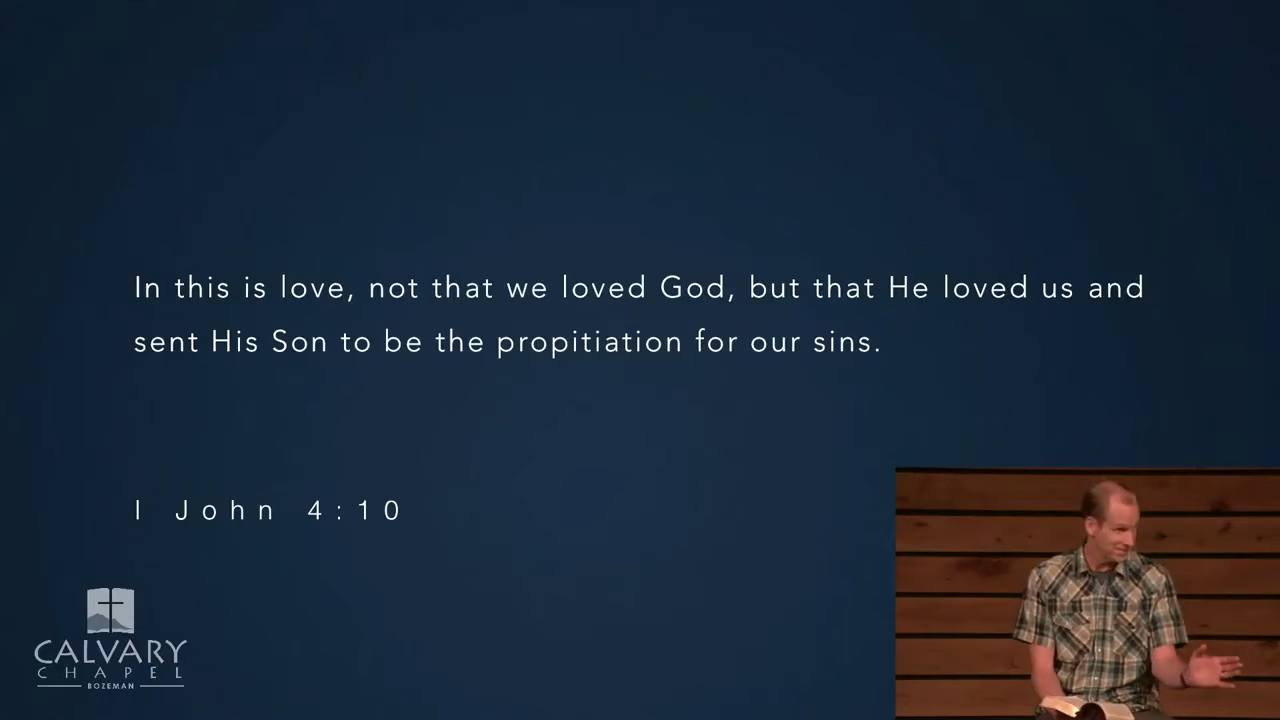 In this is love, not that we loved God, but that He loved us and
sent His Son to be the propitiation for our sins.
I John 4:10
CALVARY
CHAPEL
BOZEMAN